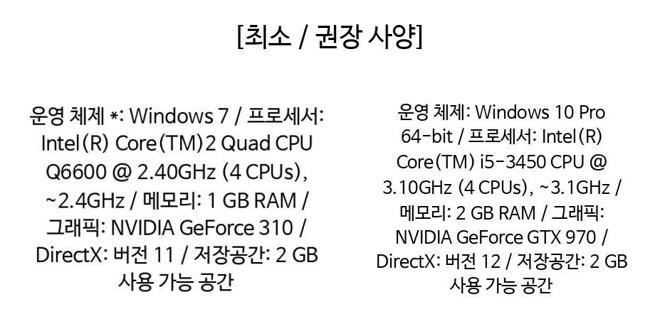 [최소 / 권장 사양]
운영 체제 *: Windows 7 / 프로세서:
Intel(R) Core(TM)2 Quad CPU
Q6600 @ 2.40GHz (4 CPUs),
~2.4GHz / 메모리: 1 GB RAM /
그래픽: NVIDIA GeForce 310 /
DirectX: 버전 11 / 저장공간: 2 GB
사용 가능 공간
운영 체제: Windows 10 Pro
64-bit / 프로세서: Intel(R)
Core(TM) i5-3450 CPU @
3.10GHz (4 CPUs), ~3.1GHz /
메모리: 2 GB RAM / 그래픽:
NVIDIA GeForce GTX 970 /
DirectX: 버전 12 / 저장공간: 2 GB
사용 가능 공간